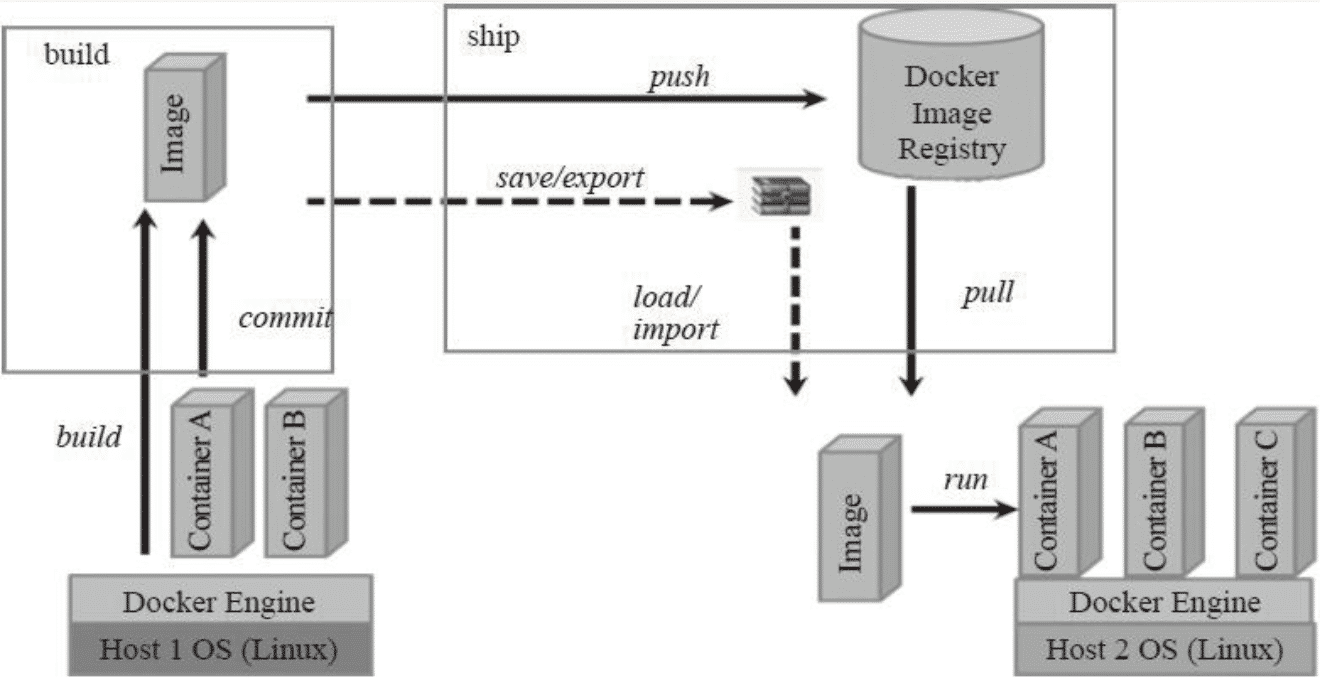 build
Image
ship
push
Docker
Image
Registry
save/export
load/
import
pull
commit
build
Container A
Container B
Docker Engine
Host 1 OS (Linux)
Image
run
Container A
Container B
Container C
Docker Engine
Host 2 OS (Linux)